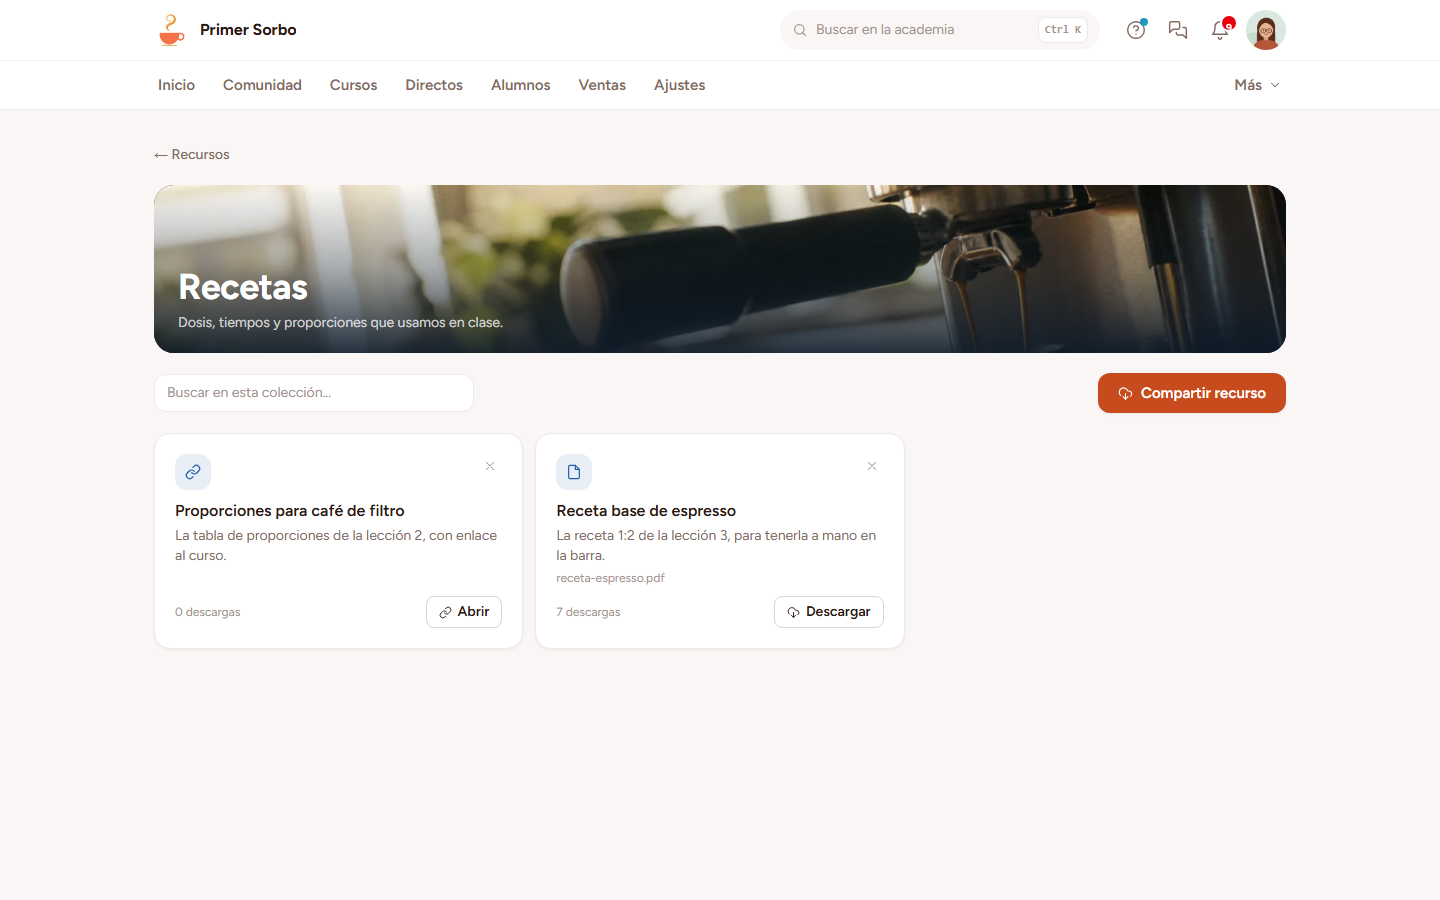 Primer Sorbo
Buscar en la academia
Ctrl K
9
Inicio
Comunidad
Cursos
Directos
Alumnos
Ventas
Ajustes
Más
← Recursos
Recetas
Dosis, tiempos y proporciones que usamos en clase.
Buscar en esta colección...
Compartir recurso
Proporciones para café de filtro
La tabla de proporciones de la lección 2, con enlace
al curso.
0 descargas
Abrir
Receta base de espresso
La receta 1:2 de la lección 3, para tenerla a mano en
la barra.
receta-espresso.pdf
7 descargas
Descargar